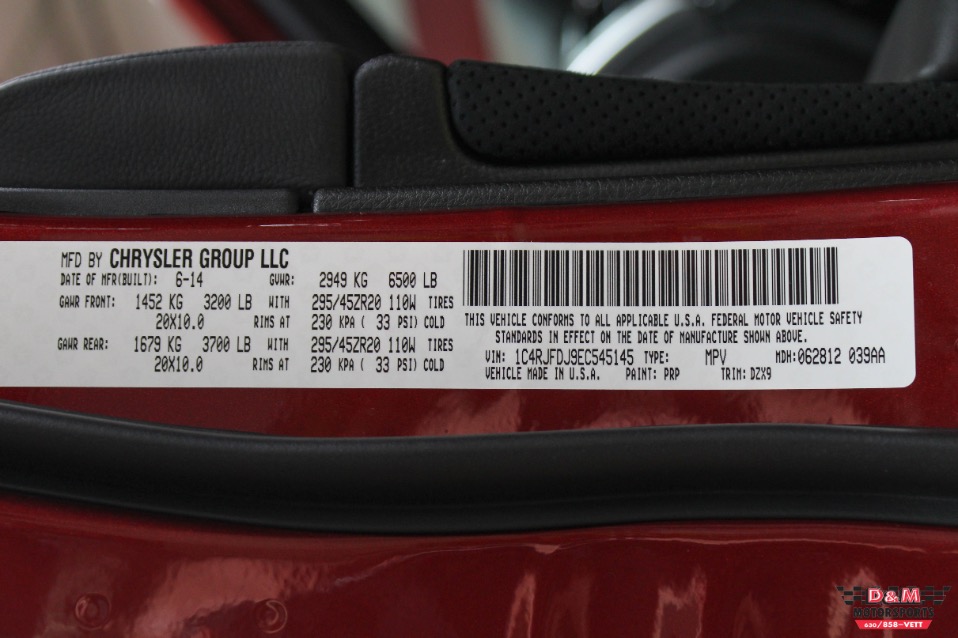 MFD BY CHRYSLER GROUP LLC
DATE OF MFR(BUILT): 6-14 GVWR: 2949 KG 6500 LB
GAWR FRONT: 1452 KG 3200 LB WITH 295/45ZR20 110W TIRES
20X10.0 RIMS AT 230 KPA ( 33 PSI) COLD
GAWR REAR: 1679 KG 3700 LB WITH 295/45ZR20 110W TIRES
20X10.0 RIMS AT 230 KPA ( 33 PSI) COLD
THIS VEHICLE CONFORMS TO ALL APPLICABLE U.S.A. FEDERAL MOTOR VEHICLE SAFETY
STANDARDS IN EFFECT ON THE DATE OF MANUFACTURE SHOWN ABOVE.
VIN: 1C4RJFDJ9EC545145 TYPE: MPV MDH: 062812 039AA
VEHICLE MADE IN U.S.A. PAINT: PRP TRIM: DZX9
D&M
MOTORSPORTS
630/858-VETT